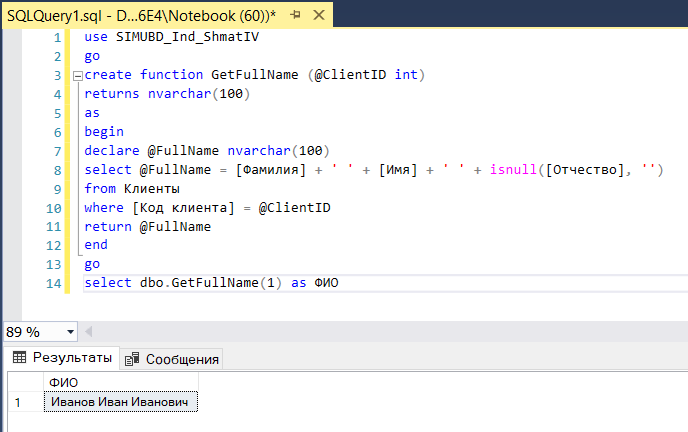 SQLQuery1.sql - D...6E4\Notebook (60))*
1 use SIMUBD_Ind_ShmatIV
2 go
3 create function GetFullName (@ClientID int)
4 returns nvarchar(100)
5 as
6 begin
7 declare @FullName nvarchar(100)
8 select @FullName = [Фамилия] + ' ' + [Имя] + ' ' + isnull([Отчество], '')
9 from Клиенты
10 where [Код клиента] = @ClientID
11 return @FullName
12 end
13 go
14 select dbo.GetFullName(1) as ФИО
89 %
Результаты Сообщения
ФИО
1 Иванов Иван Иванович